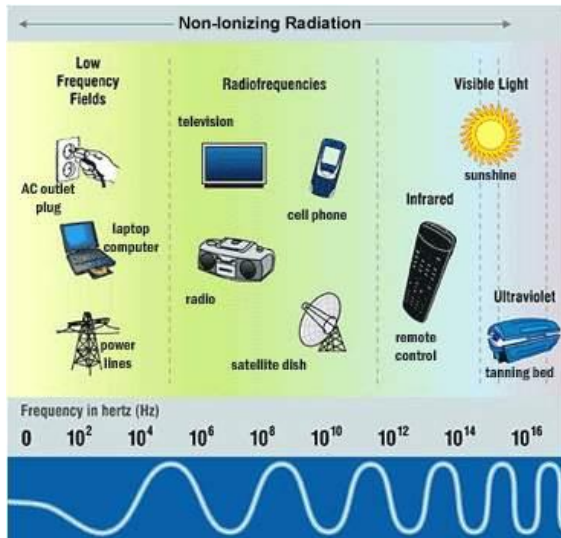 Non-Ionizing Radiation
Low
Frequency
Fields
Radiofrequencies
Visible Light
television
sunshine
AC outlet
plug
cell phone
Infrared
laptop
computer
radio
Ultraviolet
power
lines
satellite dish
remote
control
tanning bed
Frequency in hertz (Hz)
0 10² 10⁴ 10⁶ 10⁸ 10¹⁰ 10¹² 10¹⁴ 10¹⁶